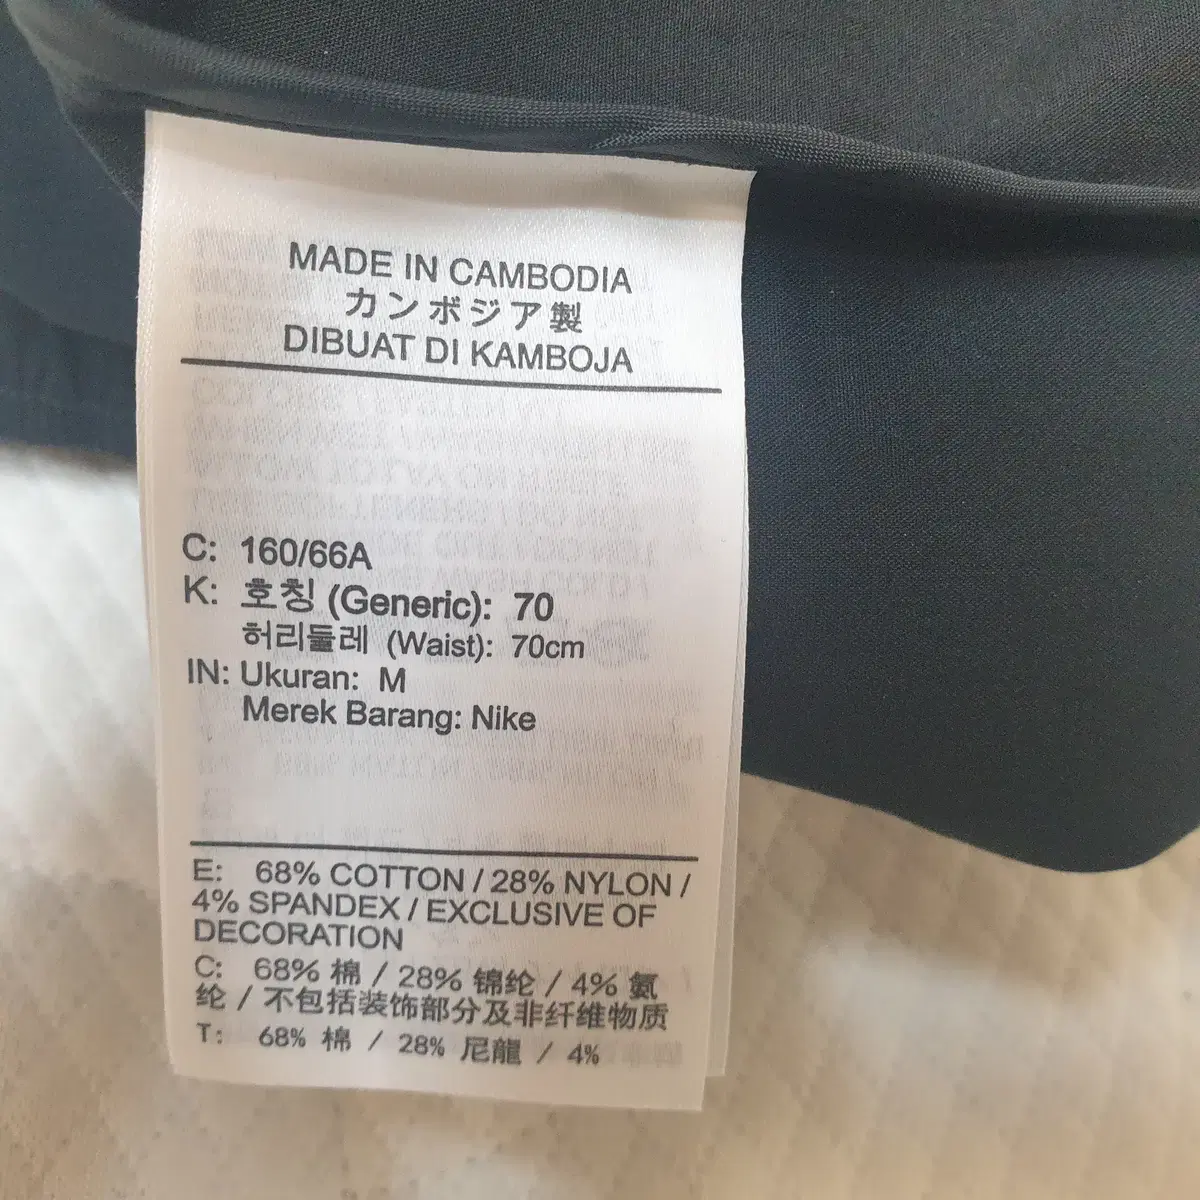 MADE IN CAMBODIA
カンボジア製
DIBUAT DI KAMBOJA
C: 160/66A
K: 호칭 (Generic): 70
허리둘레 (Waist): 70cm
IN: Ukuran: M
Merek Barang: Nike
E: 68% COTTON / 28% NYLON /
4% SPANDEX / EXCLUSIVE OF
DECORATION
C: 68% 棉 / 28% 锦纶 / 4% 氨
纶 / 不包括装饰部分及非纤维物质
T: 68% 棉 / 28% 尼龍 / 4%